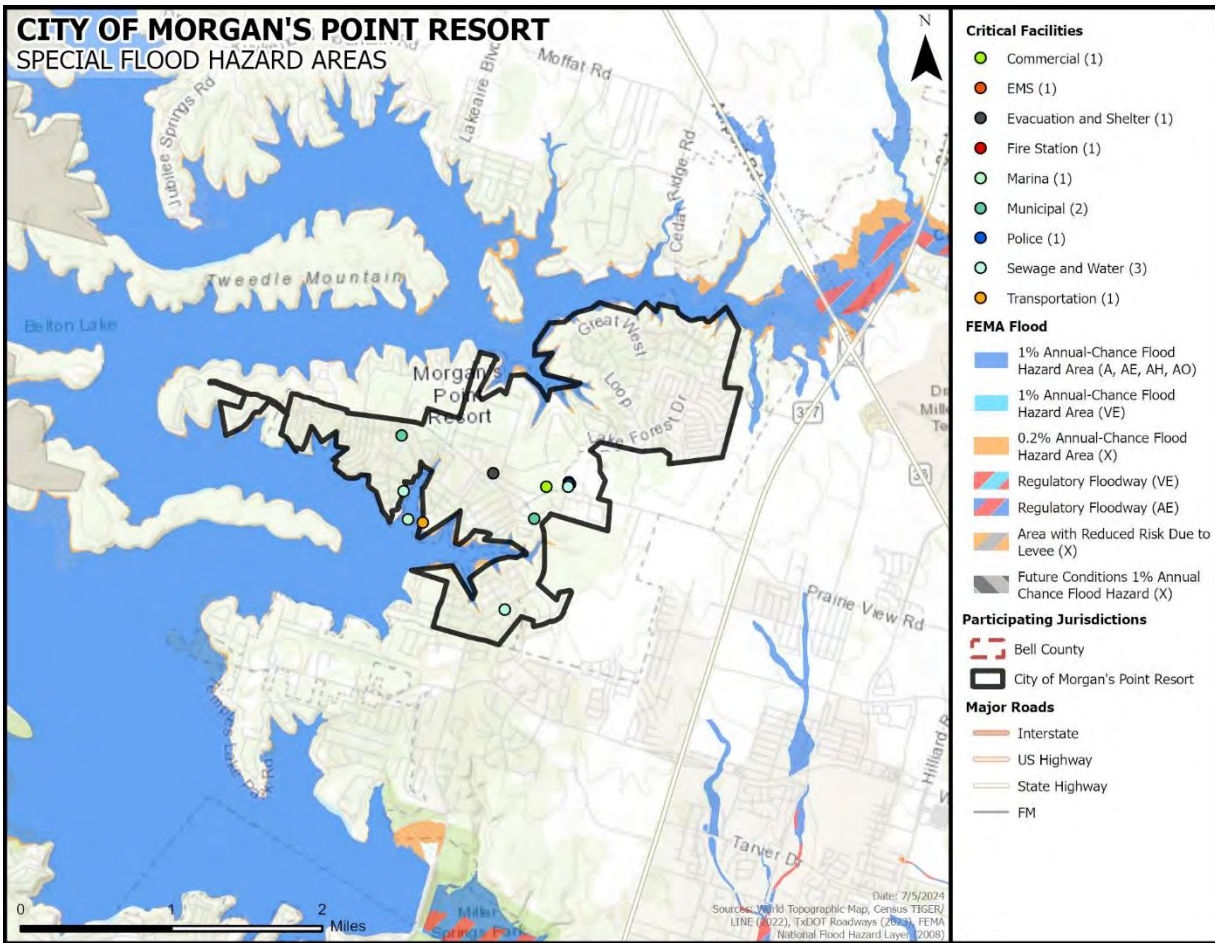 CITY OF MORGAN'S POINT RESORT
SPECIAL FLOOD HAZARD AREAS
N
Moffat Rd
Lakeaire Blvd
Jubilee Springs Rd
Cedar Ridge Rd
Tweedle Mountain
Belton Lake
Great West
Loop
Morgan's
Point
Resort
Lake Forest Dr
317
Prairie View Rd
Tarver Dr
Miller
Springs Park
0 1 2
Miles
Date: 7/5/2024
Sources: World Topographic Map, Census TIGER/
LINE (2022), TxDOT Roadways (2023), FEMA
National Flood Hazard Layer (2008)
Critical Facilities
Commercial (1)
EMS (1)
Evacuation and Shelter (1)
Fire Station (1)
Marina (1)
Municipal (2)
Police (1)
Sewage and Water (3)
Transportation (1)
FEMA Flood
1% Annual-Chance Flood
Hazard Area (A, AE, AH, AO)
1% Annual-Chance Flood
Hazard Area (VE)
0.2% Annual-Chance Flood
Hazard Area (X)
Regulatory Floodway (VE)
Regulatory Floodway (AE)
Area with Reduced Risk Due to
Levee (X)
Future Conditions 1% Annual
Chance Flood Hazard (X)
Participating Jurisdictions
Bell County
City of Morgan's Point Resort
Major Roads
Interstate
US Highway
State Highway
FM